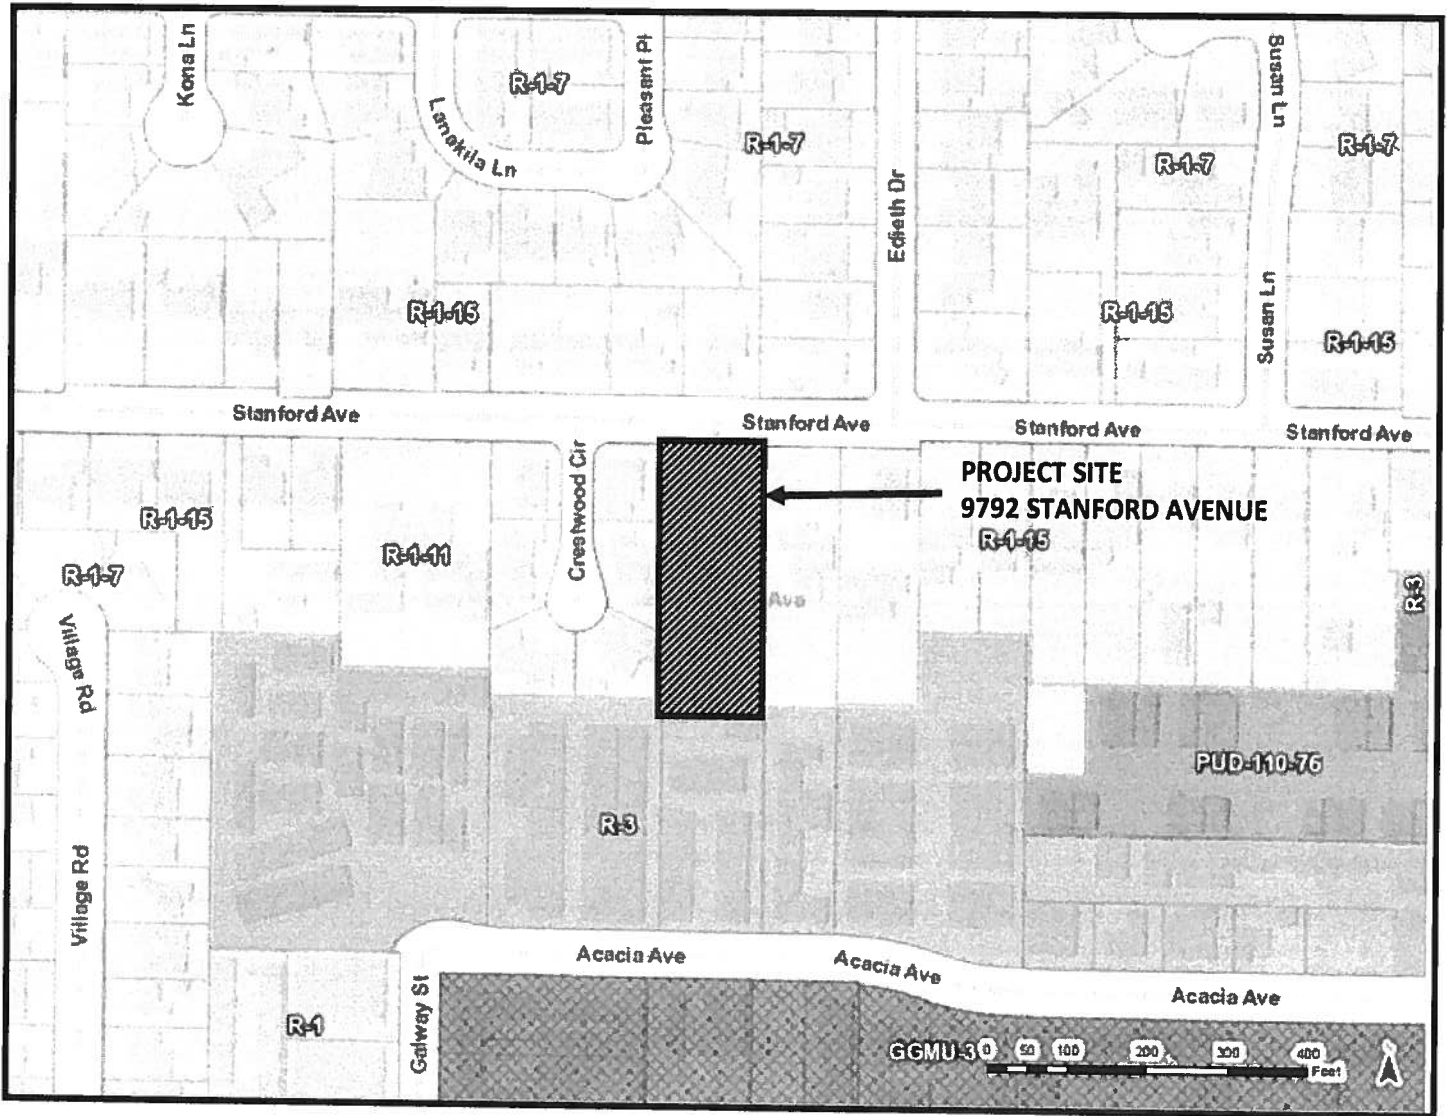 Kona Ln
Lanakila Ln
R-1-7
Pleasant Pl
R-1-7
Edieth Dr
R-1-7
Susan Ln
R-1-7
R-1-15
R-1-15
Susan Ln
R-1-15
Stanford Ave
Stanford Ave
Stanford Ave
Stanford Ave
PROJECT SITE
9792 STANFORD AVENUE
R-1-15
R-1-11
Crestwood Cir
R-1-15
R-1-7
Ave
R-3
Village Rd
PUD-110-76
R-3
Village Rd
Acacia Ave
Acacia Ave
Acacia Ave
Galway St
R-1
GGMU-3
0 50 100 200 300 400
Feet